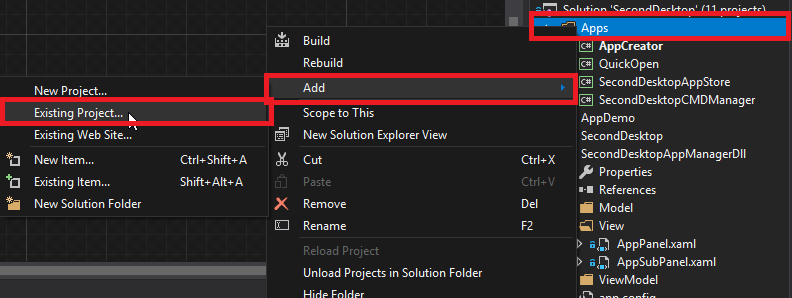 Solution 'SecondDesktop' (11 projects)
Apps
AppCreator
QuickOpen
SecondDesktopAppStore
SecondDesktopCMDManager
AppDemo
SecondDesktop
SecondDesktopAppManagerDll
Properties
References
Model
View
AppPanel.xaml
AppSubPanel.xaml
ViewModel
app.config
Build
Rebuild
Add
Scope to This
New Solution Explorer View
Cut Ctrl+X
Paste Ctrl+V
Remove Del
Rename F2
Reload Project
Unload Projects in Solution Folder
Hide Folder
New Project...
Existing Project...
Existing Web Site...
New Item... Ctrl+Shift+A
Existing Item... Shift+Alt+A
New Solution Folder